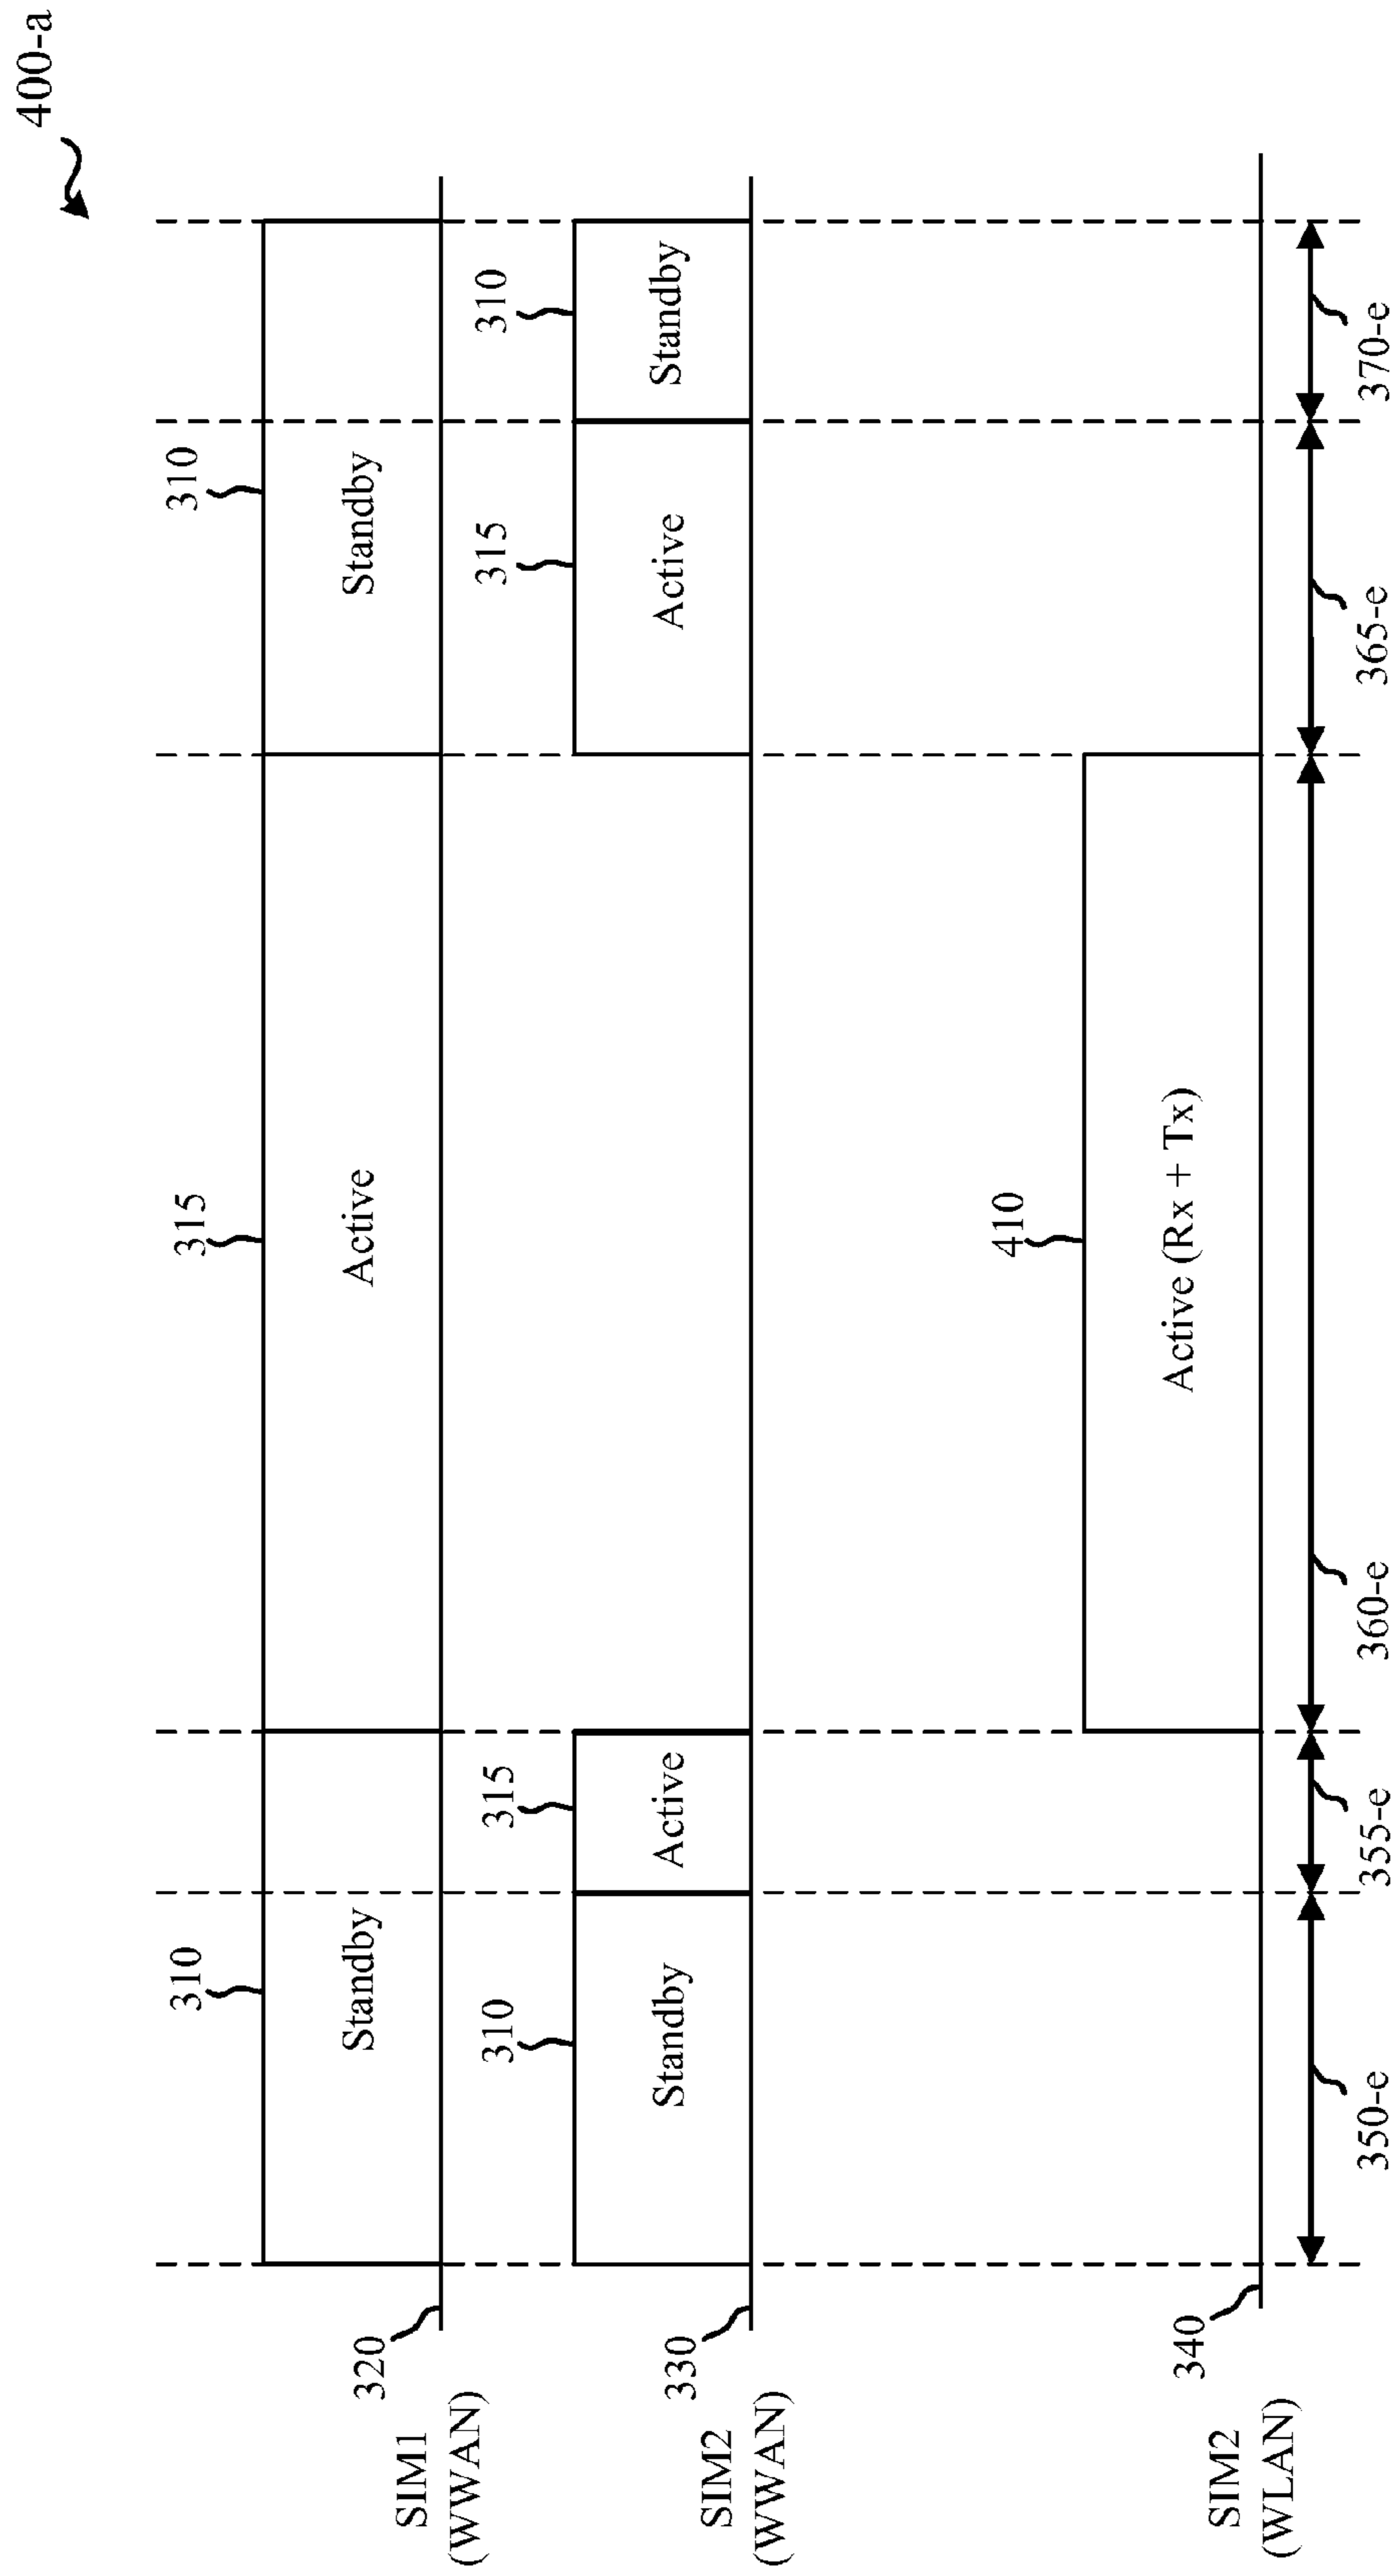 400-a
310
315
310
SIM1
(WWAN)
320
Standby
Active
Standby
310
315
315
310
SIM2
(WWAN)
330
Standby
Active
Active
Standby
410
SIM2
(WLAN)
340
Active (Rx + Tx)
350-e
355-e
360-e
365-e
370-e